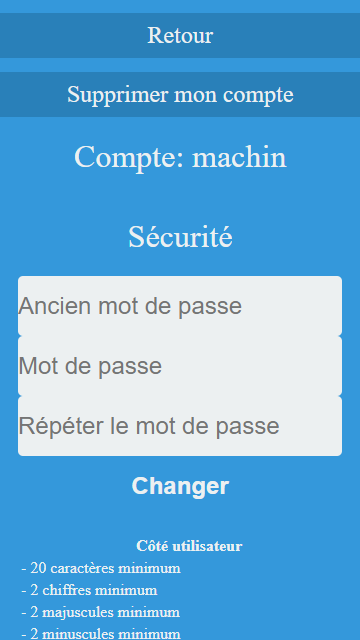 Retour
Supprimer mon compte
Compte: machin
Sécurité
Ancien mot de passe
Mot de passe
Répéter le mot de passe
Changer
Côté utilisateur
- 20 caractères minimum
- 2 chiffres minimum
- 2 majuscules minimum
- 2 minuscules minimum